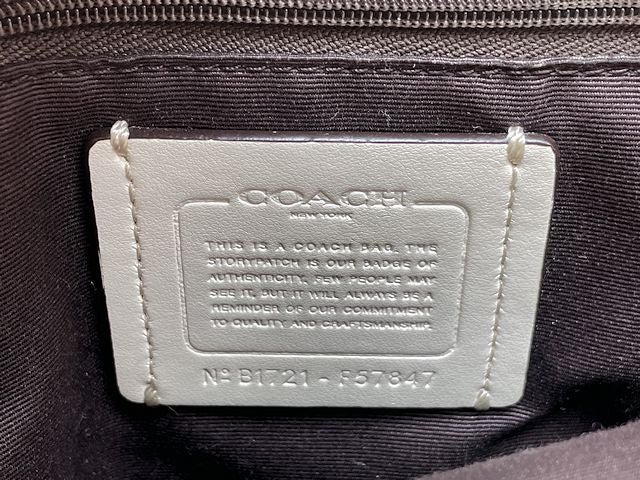 COACH
NEW YORK
THIS IS A COACH BAG. THE
STORYPATCH IS OUR BADGE OF
AUTHENTICITY. FEW PEOPLE MAY
SEE IT, BUT IT WILL ALWAYS BE A
REMINDER OF OUR COMMITMENT
TO QUALITY AND CRAFTSMANSHIP.
Nº B1721 - F57847